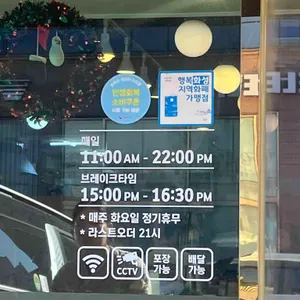 민생회복
소비쿠폰
행복화성
지역화폐
가맹점
매일
11:00 AM - 22:00 PM
브레이크타임
15:00 PM - 16:30 PM
* 매주 화요일 정기휴무
* 라스트오더 21시
CCTV
포장
가능
배달
가능